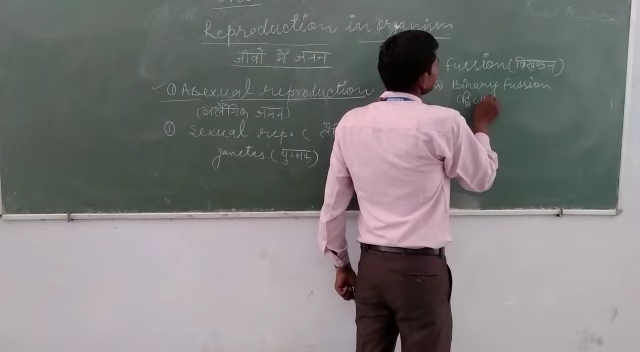 Reproduction in organism
जीवो में जनन
① Asexual reproduction
(अलैंगिक जनन)
① Sexual rep. (
gametes (युग्मक)
fussion (विखण्डन)
Binary fussion